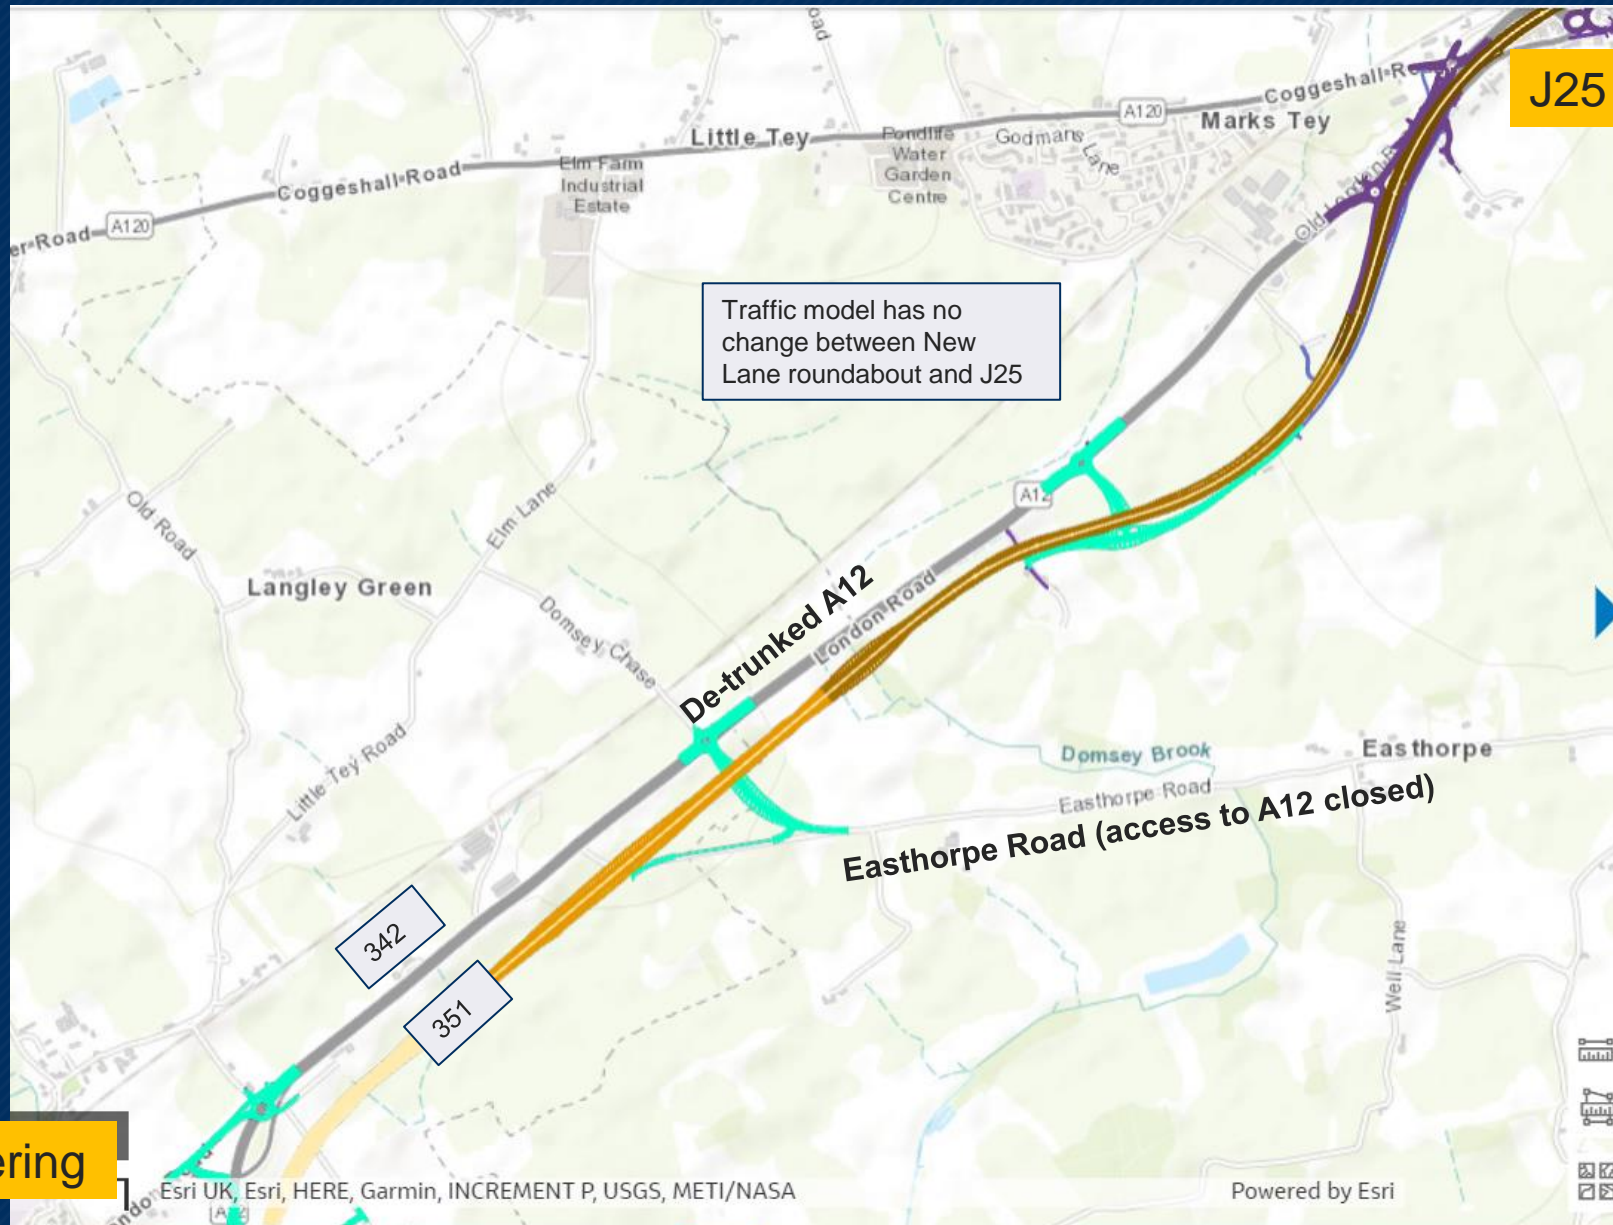 Coggeshall Road
J25
A120
Marks Tey
Little Tey
Pondlife
Water
Garden
Centre
Godmans
Lane
Elm Farm
Industrial
Estate
Coggeshall Road
A120
er Road
Traffic model has no
change between New
Lane roundabout and J25
A12
Old Road
Elm Lane
Langley Green
Domsey Chase
De-trunked A12
London Road
Little Tey Road
Domsey Brook
Easthorpe
Easthorpe Road
Easthorpe Road (access to A12 closed)
342
351
Well Lane
ering
Esri UK, Esri, HERE, Garmin, INCREMENT P, USGS, METI/NASA
Powered by Esri